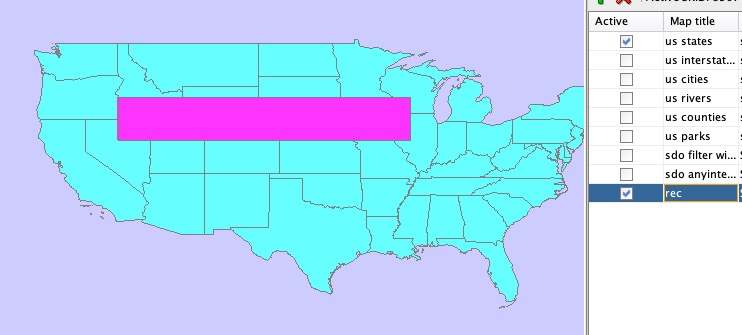 Active Map title
us states
us interstat...
us cities
us rivers
us counties
us parks
sdo filter wi...
sdo anyinte...
rec